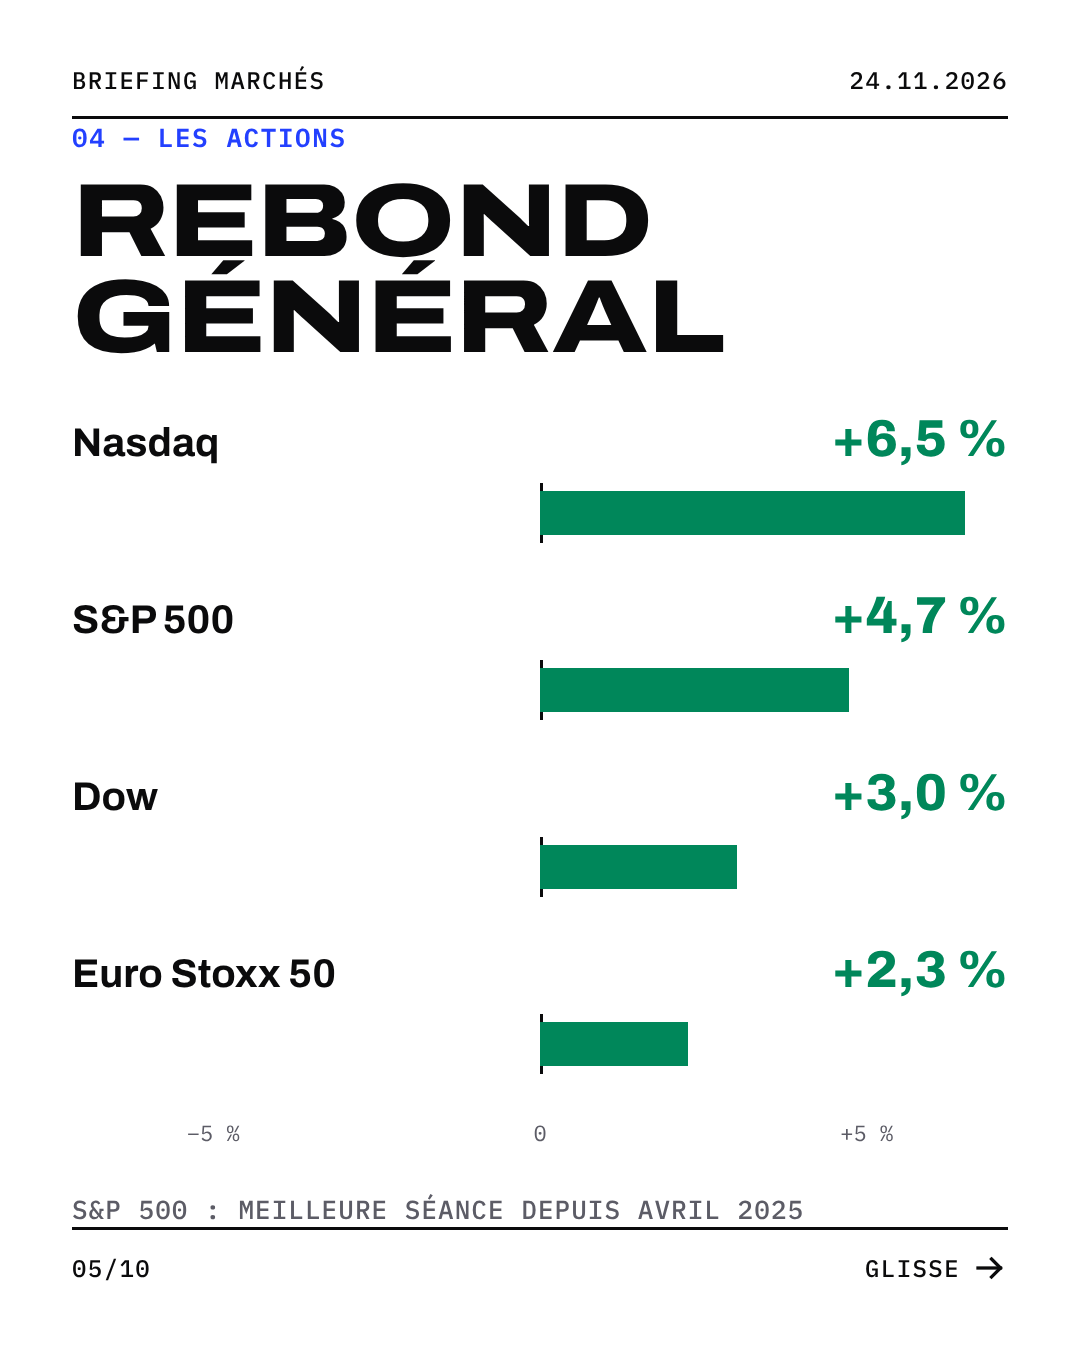 BRIEFING MARCHÉS
24.11.2026
04 — LES ACTIONS
REBOND
GÉNÉRAL
Nasdaq
+6,5 %
S&P 500
+4,7 %
Dow
+3,0 %
Euro Stoxx 50
+2,3 %
−5 %
0
+5 %
S&P 500 : MEILLEURE SÉANCE DEPUIS AVRIL 2025
05/10
GLISSE →